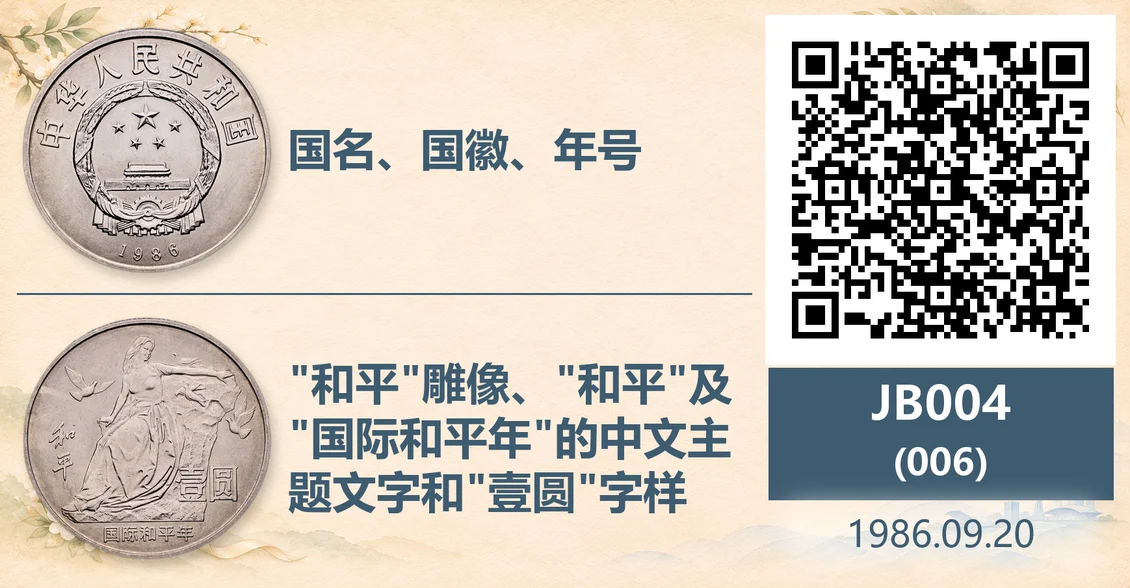 中华人民共和国
1986
国名、国徽、年号
和平
壹圆
国际和平年
"和平"雕像、"和平"及
"国际和平年"的中文主
题文字和"壹圆"字样
JB004
(006)
1986.09.20